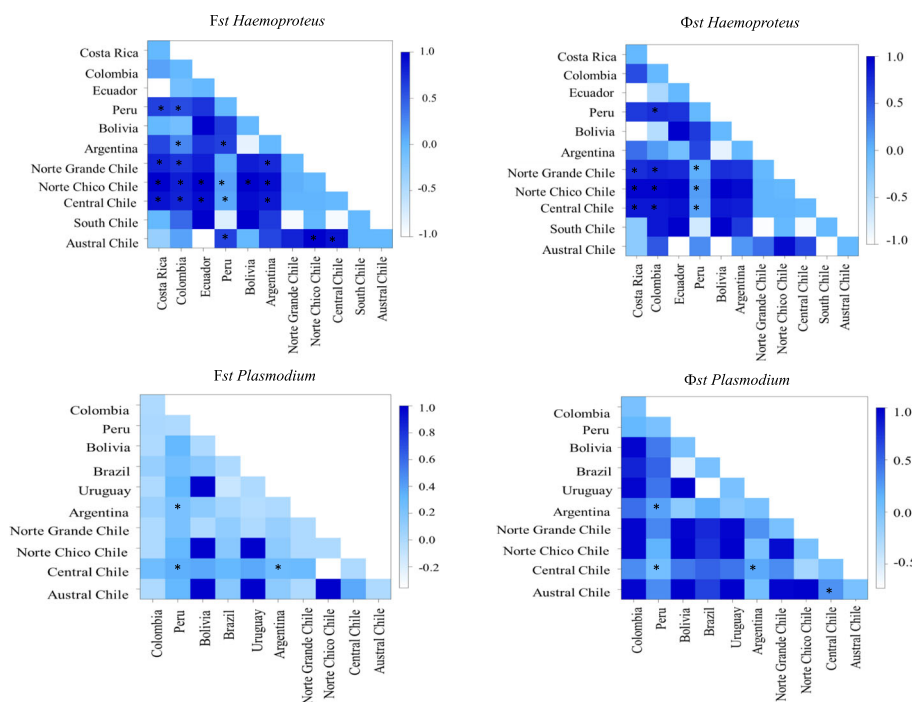 Fst Haemoproteus
Costa Rica
Colombia
Ecuador
Peru
Bolivia
Argentina
Norte Grande Chile
Norte Chico Chile
Central Chile
South Chile
Austral Chile
Costa Rica
Colombia
Ecuador
Peru
Bolivia
Argentina
Norte Grande Chile
Norte Chico Chile
Central Chile
South Chile
Austral Chile
1.0
0.5
0.0
-0.5
-1.0
Φst Haemoproteus
Costa Rica
Colombia
Ecuador
Peru
Bolivia
Argentina
Norte Grande Chile
Norte Chico Chile
Central Chile
South Chile
Austral Chile
Costa Rica
Colombia
Ecuador
Peru
Bolivia
Argentina
Norte Grande Chile
Norte Chico Chile
Central Chile
South Chile
Austral Chile
1.0
0.5
0.0
-0.5
-1.0
Fst Plasmodium
Colombia
Peru
Bolivia
Brazil
Uruguay
Argentina
Norte Grande Chile
Norte Chico Chile
Central Chile
Austral Chile
Colombia
Peru
Bolivia
Brazil
Uruguay
Argentina
Norte Grande Chile
Norte Chico Chile
Central Chile
Austral Chile
1.0
0.8
0.6
0.4
0.2
0.0
-0.2
Φst Plasmodium
Colombia
Peru
Bolivia
Brazil
Uruguay
Argentina
Norte Grande Chile
Norte Chico Chile
Central Chile
Austral Chile
Colombia
Peru
Bolivia
Brazil
Uruguay
Argentina
Norte Grande Chile
Norte Chico Chile
Central Chile
Austral Chile
1.0
0.5
0.0
-0.5